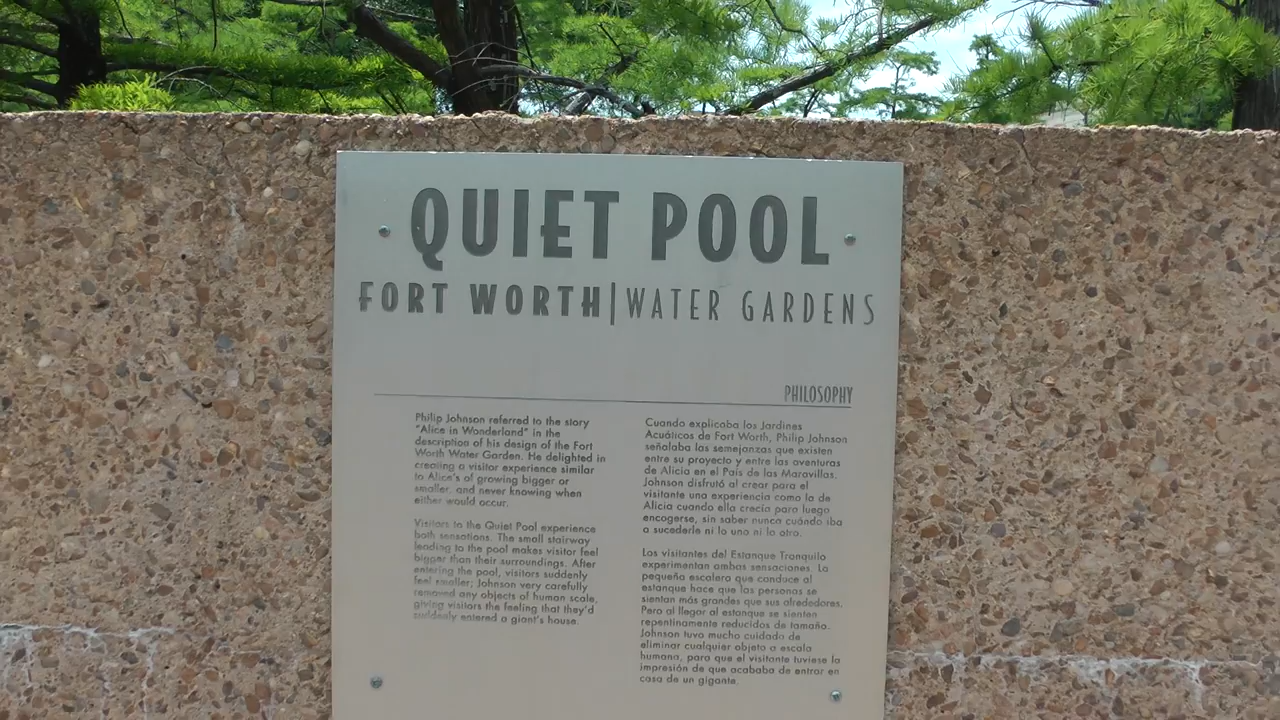 QUIET POOL
FORT WORTH|WATER GARDENS
PHILOSOPHY
Philip Johnson referred to the story
"Alice in Wonderland" in the
description of his design of the Fort
Worth Water Garden. He delighted in
creating a visitor experience similar
to Alice's of growing bigger or
smaller, and never knowing when
either would occur.
Visitors to the Quiet Pool experience
both sensations. The small stairway
leading to the pool makes visitor feel
bigger than their surroundings. After
entering the pool, visitors suddenly
feel smaller; Johnson very carefully
removed any objects of human scale,
giving visitors the feeling that they'd
suddenly entered a giant's house.
Cuando explicaba los Jardines
Acuáticos de Fort Worth, Philip Johnson
señalaba las semejanzas que existen
entre su proyecto y entre las aventuras
de Alicia en el País de las Maravillas.
Johnson disfrutó al crear para el
visitante una experiencia como la de
Alicia cuando ella crecía para luego
encogerse, sin saber nunca cuándo iba
a sucederle ni lo uno ni lo otro.
Los visitantes del Estanque Tranquilo
experimentan ambas sensaciones. La
pequeña escalera que conduce al
estanque hace que las personas se
sientan más grandes que sus alrededores.
Pero al llegar al estanque se sienten
repentinamente reducidos de tamaño.
Johnson tuvo mucho cuidado de
eliminar cualquier objeto a escala
humana, para que el visitante tuviese la
impresión de que acababa de entrar en
casa de un gigante.